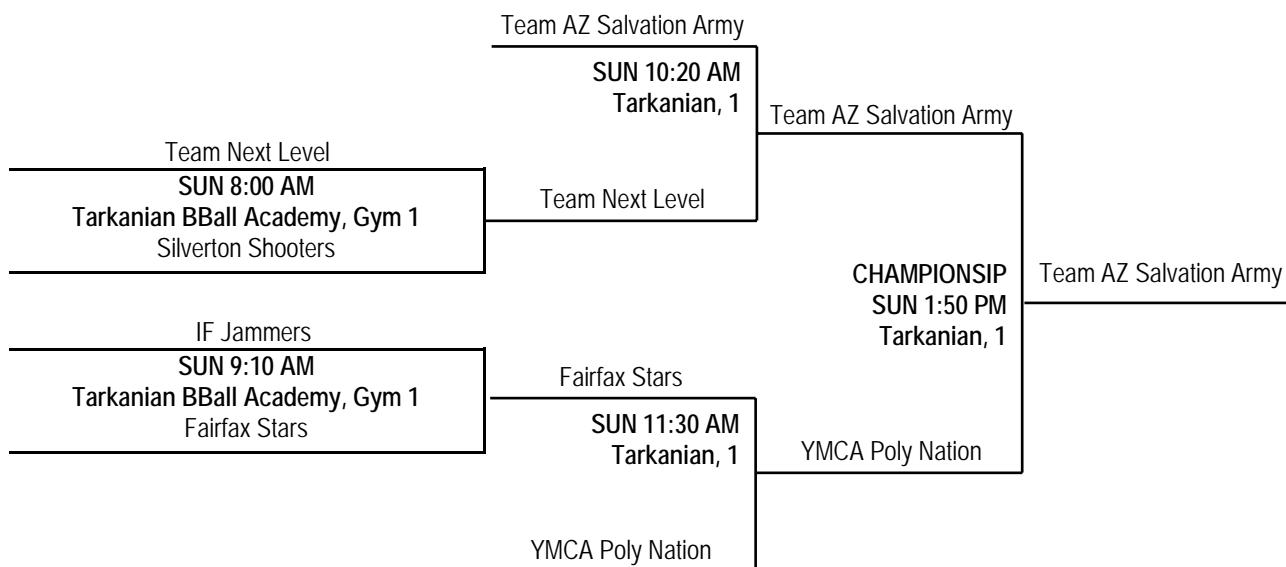 Team AZ Salvation Army
SUN 10:20 AM
Tarkanian, 1
Team AZ Salvation Army
Team Next Level
SUN 8:00 AM
Tarkanian BBall Academy, Gym 1
Silverton Shooters
Team Next Level
CHAMPIONSIP
SUN 1:50 PM
Tarkanian, 1
Team AZ Salvation Army
IF Jammers
SUN 9:10 AM
Tarkanian BBall Academy, Gym 1
Fairfax Stars
Fairfax Stars
SUN 11:30 AM
Tarkanian, 1
YMCA Poly Nation
YMCA Poly Nation